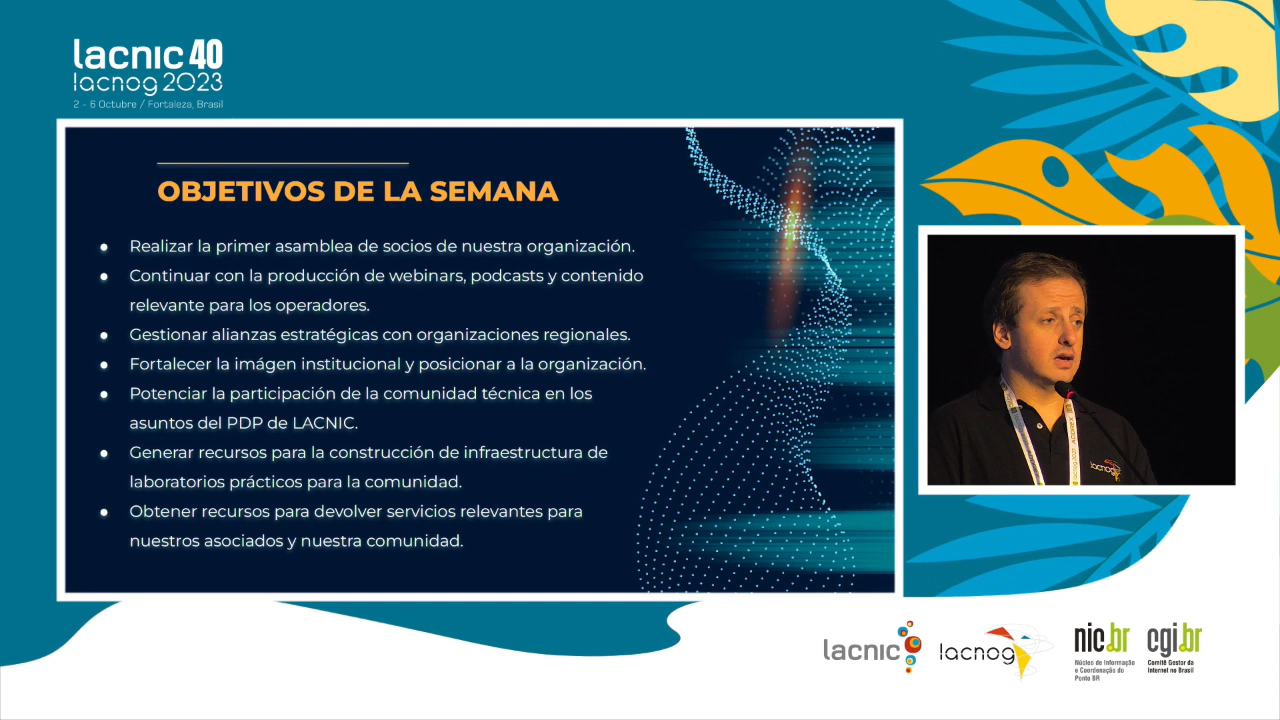 lacnic 40
lacnog 2023
2 - 6 Octubre / Fortaleza, Brasil
OBJETIVOS DE LA SEMANA
• Realizar la primer asamblea de socios de nuestra organización.
• Continuar con la producción de webinars, podcasts y contenido
relevante para los operadores.
• Gestionar alianzas estratégicas con organizaciones regionales.
• Fortalecer la imágen institucional y posicionar a la organización.
• Potenciar la participación de la comunidad técnica en los
asuntos del PDP de LACNIC.
• Generar recursos para la construcción de infraestructura de
laboratorios prácticos para la comunidad.
• Obtener recursos para devolver servicios relevantes para
nuestros asociados y nuestra comunidad.
lacnog
lacnic
lacnog
nic.br
Núcleo de Informação
e Coordenação do
Ponto BR
cgi.br
Comitê Gestor da
Internet no Brasil